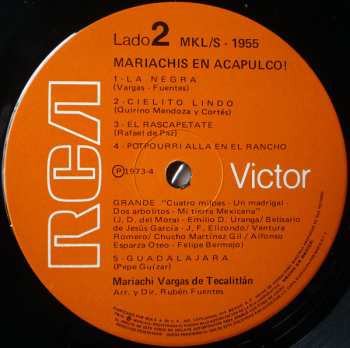 Lado 2 MKL/S - 1955
MARIACHIS EN ACAPULCO!
1 - LA NEGRA
(Vargas - Fuentes)
2 - CIELITO LINDO
(Quirino Mendoza y Cortés)
3 - EL RASCAPETATE
(Rafael de Paz)
4 - POTPOURRI ALLA EN EL RANCHO
℗ 1973-4
RCA Victor
GRANDE "Cuatro milpas - Un madrigal -
Dos arbolitos - Mi tirora Mexicana"
(J, D, del Moral - Emilio D. Uranga / Belisario
de Jesús García - J, F, Elizondo / Ventura
Romero / Chucho Martínez Gil / Alfonso
Esparza Oteo - Felipe Bermejo)
5 - GUADALAJARA
(Pepe Guízar)
Mariachi Vargas de Tecalitlán
Arr. y Dir. Rubén Fuentes